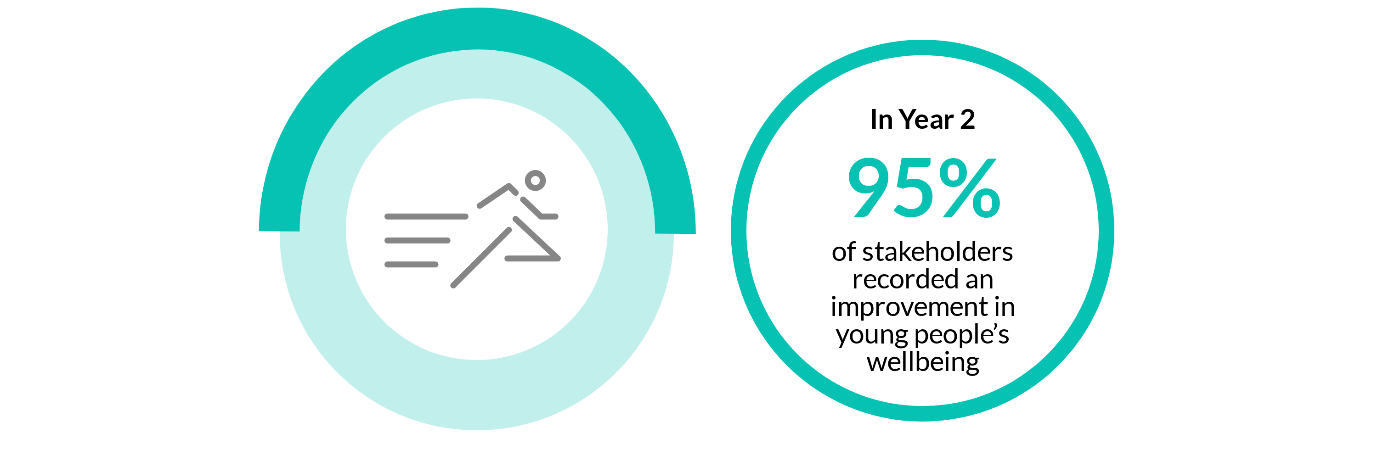 In Year 2
95%
of stakeholders
recorded an
improvement in
young people’s
wellbeing